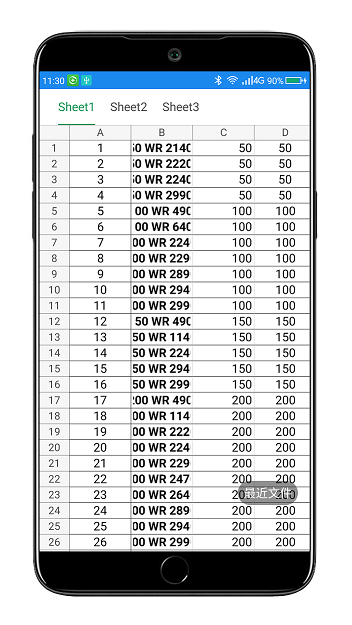 11:30 4G 90%
Sheet1 Sheet2 Sheet3
A B C D
1 1 50 WR 2140 50 50
2 2 50 WR 2220 50 50
3 3 50 WR 2240 50 50
4 4 50 WR 2990 50 50
5 5 00 WR 490 100 100
6 6 00 WR 640 100 100
7 7 00 WR 224 100 100
8 8 00 WR 229 100 100
9 9 00 WR 289 100 100
10 10 00 WR 294 100 100
11 11 00 WR 299 100 100
12 12 50 WR 490 150 150
13 13 50 WR 114 150 150
14 14 50 WR 224 150 150
15 15 50 WR 294 150 150
16 16 50 WR 299 150 150
17 17 200 WR 490 200 200
18 18 00 WR 114 200 200
19 19 00 WR 222 200 200
20 20 00 WR 224 200 200
21 21 00 WR 229 200 200
22 22 00 WR 247 200 200
最近文件
23 23 00 WR 264 200 200
24 24 00 WR 289 200 200
25 25 00 WR 294 200 200
26 26 00 WR 299 200 200